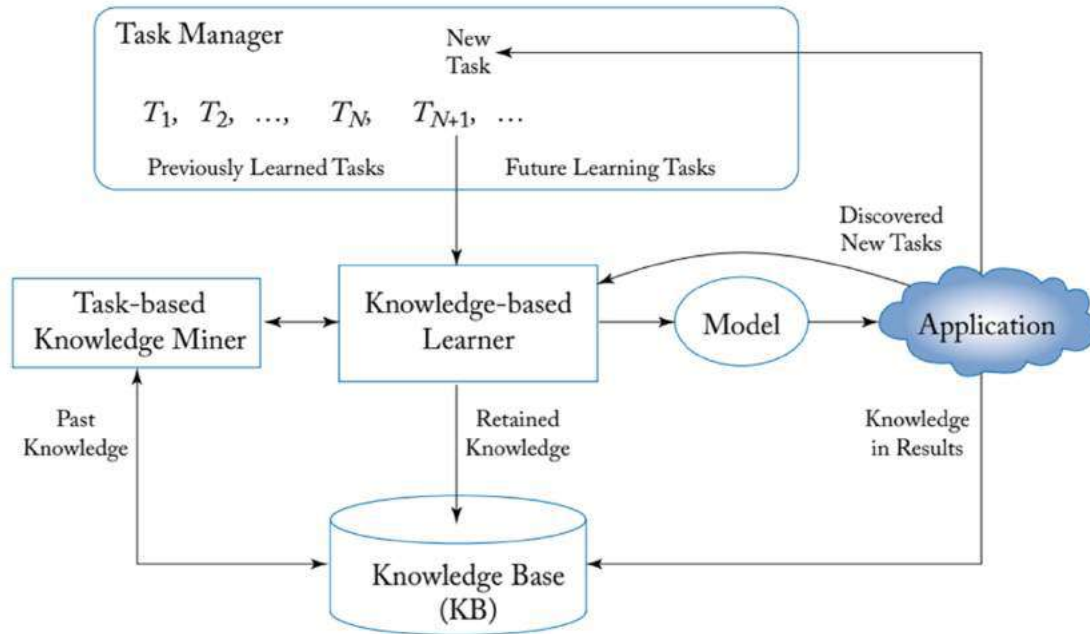 Task Manager
New
Task
T1, T2, …, TN, TN+1, …
Previously Learned Tasks
Future Learning Tasks
Discovered
New Tasks
Task-based
Knowledge Miner
Knowledge-based
Learner
Model
Application
Past
Knowledge
Retained
Knowledge
Knowledge
in Results
Knowledge Base
(KB)